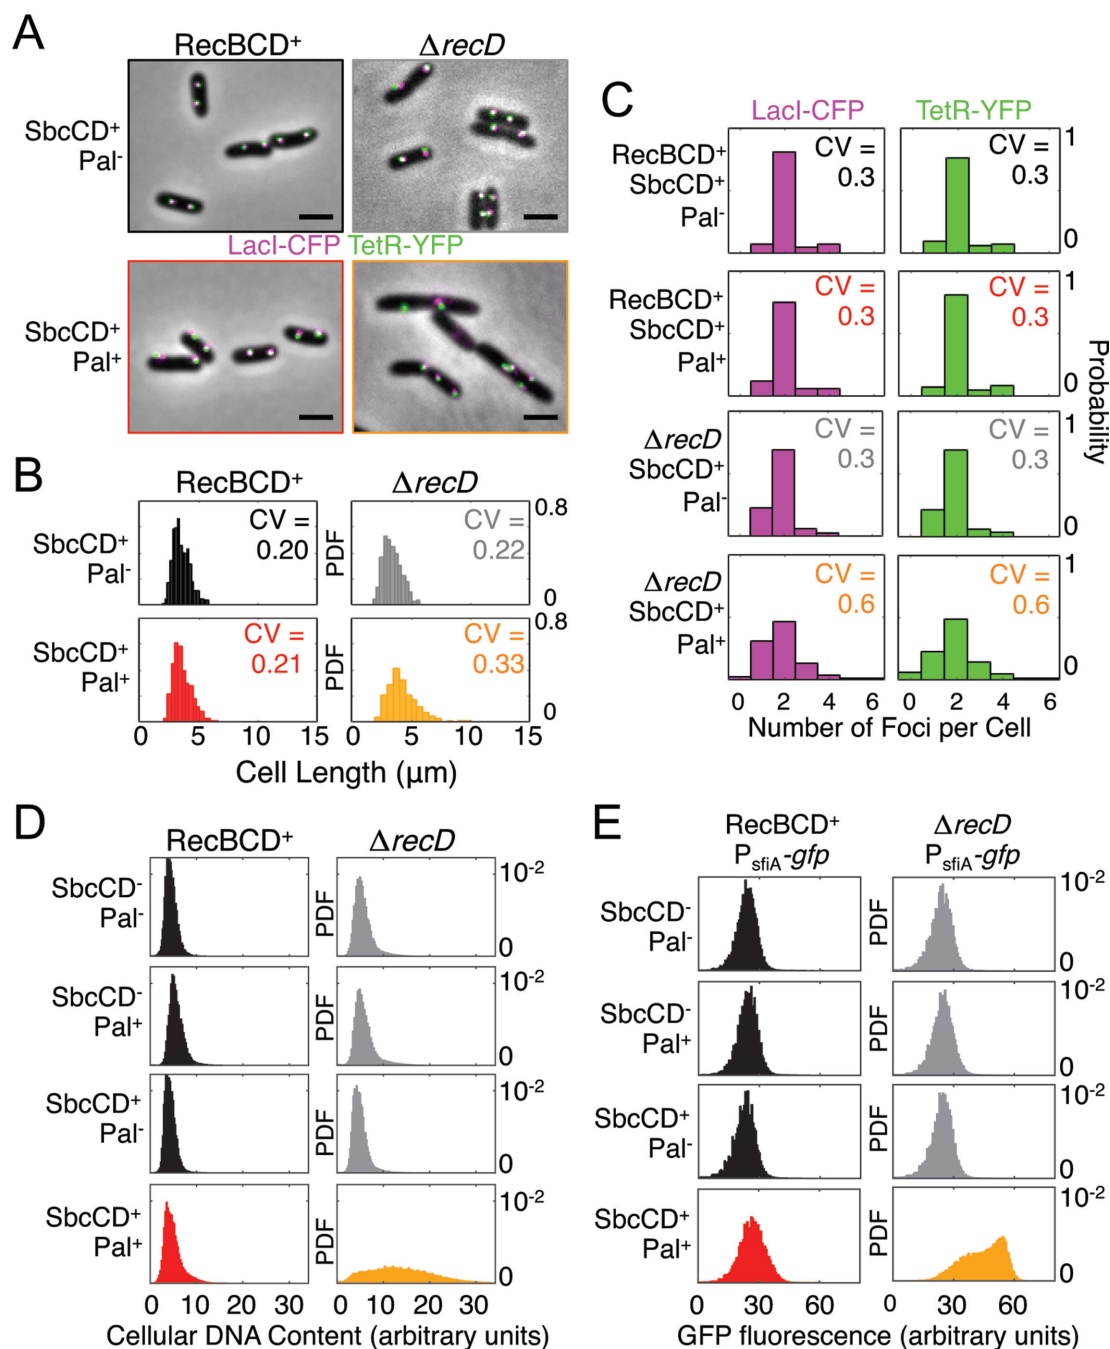 A
RecBCD⁺
ΔrecD
SbcCD⁺
Pal⁻
LacI-CFP TetR-YFP
SbcCD⁺
Pal⁺
B
RecBCD⁺
ΔrecD
SbcCD⁺
Pal⁻
CV =
0.20
PDF
CV =
0.22
0.8
0
SbcCD⁺
Pal⁺
CV =
0.21
PDF
CV =
0.33
0.8
0
0 5 10 15
5 10 15
Cell Length (µm)
C
LacI-CFP
TetR-YFP
RecBCD⁺
SbcCD⁺
Pal⁻
CV =
0.3
CV =
0.3
1
0
RecBCD⁺
SbcCD⁺
Pal⁺
CV =
0.3
CV =
0.3
1
0
ΔrecD
SbcCD⁺
Pal⁻
CV =
0.3
CV =
0.3
1
0
ΔrecD
SbcCD⁺
Pal⁺
CV =
0.6
CV =
0.6
1
0
Probability
0 2 4 6
0 2 4 6
Number of Foci per Cell
D
RecBCD⁺
ΔrecD
SbcCD⁻
Pal⁻
PDF
10⁻²
0
SbcCD⁻
Pal⁺
PDF
10⁻²
0
SbcCD⁺
Pal⁻
PDF
10⁻²
0
SbcCD⁺
Pal⁺
PDF
10⁻²
0
0 10 20 30
0 10 20 30
Cellular DNA Content (arbitrary units)
E
RecBCD⁺
PsfiA-gfp
ΔrecD
PsfiA-gfp
SbcCD⁻
Pal⁻
PDF
10⁻²
0
SbcCD⁻
Pal⁺
PDF
10⁻²
0
SbcCD⁺
Pal⁻
PDF
10⁻²
0
SbcCD⁺
Pal⁺
PDF
10⁻²
0
0 30 60
30 60
GFP fluorescence (arbitrary units)